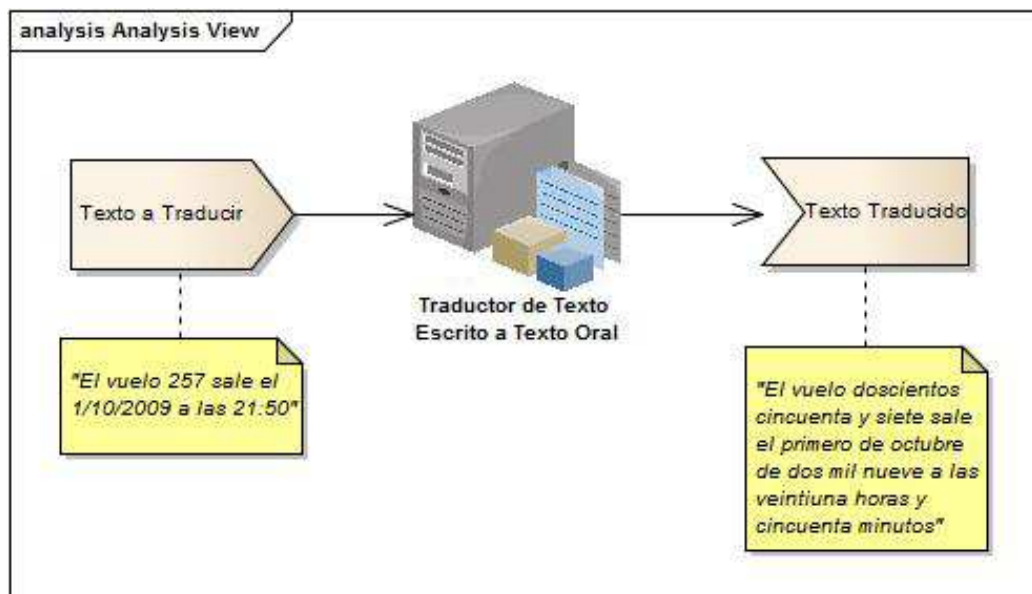 analysis Analysis View
Texto a Traducir
Traductor de Texto
Escrito a Texto Oral
Texto Traducido
"El vuelo 257 sale el
1/10/2009 a las 21:50"
"El vuelo doscientos
cincuenta y siete sale
el primero de octubre
de dos mil nueve a las
veintiuna horas y
cincuenta minutos"